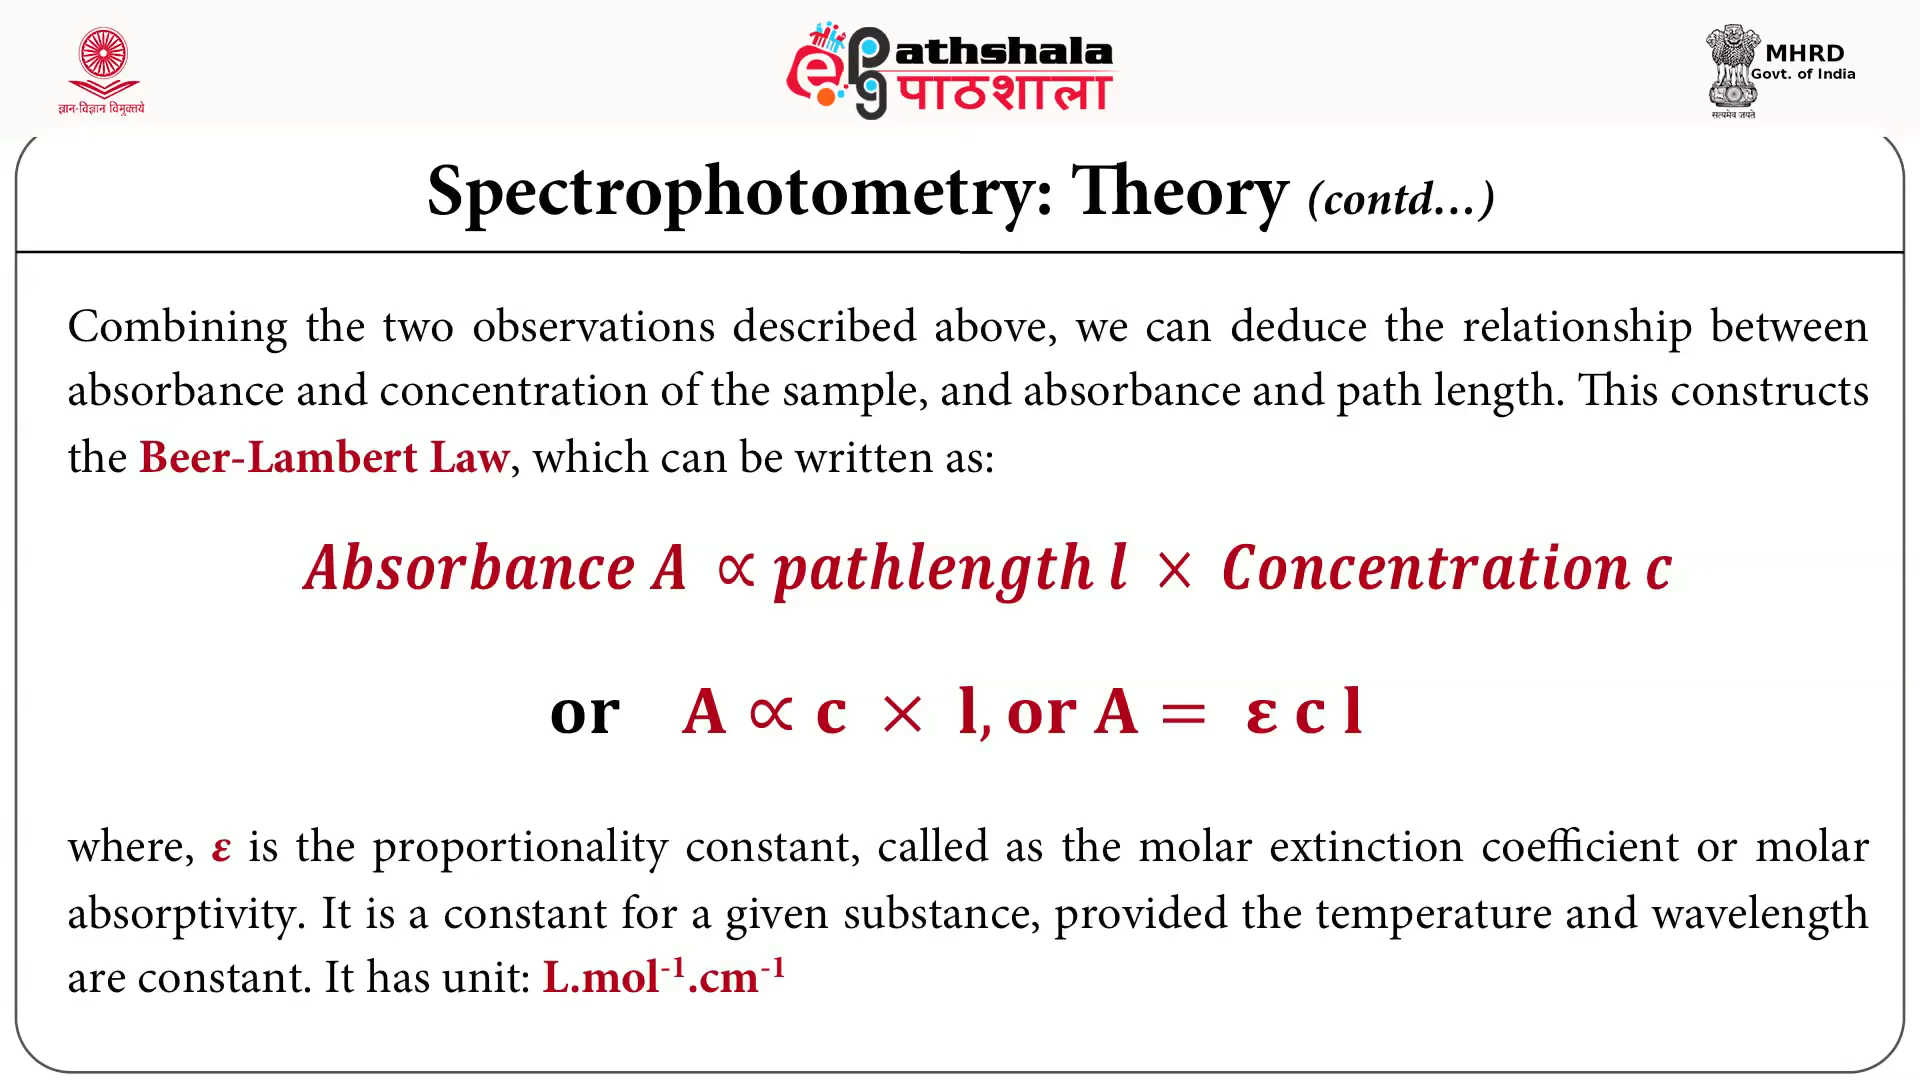 ज्ञान-विज्ञान विमुक्तये
ePathshala
पाठशाला
MHRD
Govt. of India
सत्यमेव जयते
Spectrophotometry: Theory (contd...)
Combining the two observations described above, we can deduce the relationship between
absorbance and concentration of the sample, and absorbance and path length. This constructs
the Beer-Lambert Law, which can be written as:
Absorbance A ∝ pathlength l × Concentration c
or A ∝ c × l, or A = ε c l
where, ε is the proportionality constant, called as the molar extinction coefficient or molar
absorptivity. It is a constant for a given substance, provided the temperature and wavelength
are constant. It has unit: L.mol⁻¹.cm⁻¹